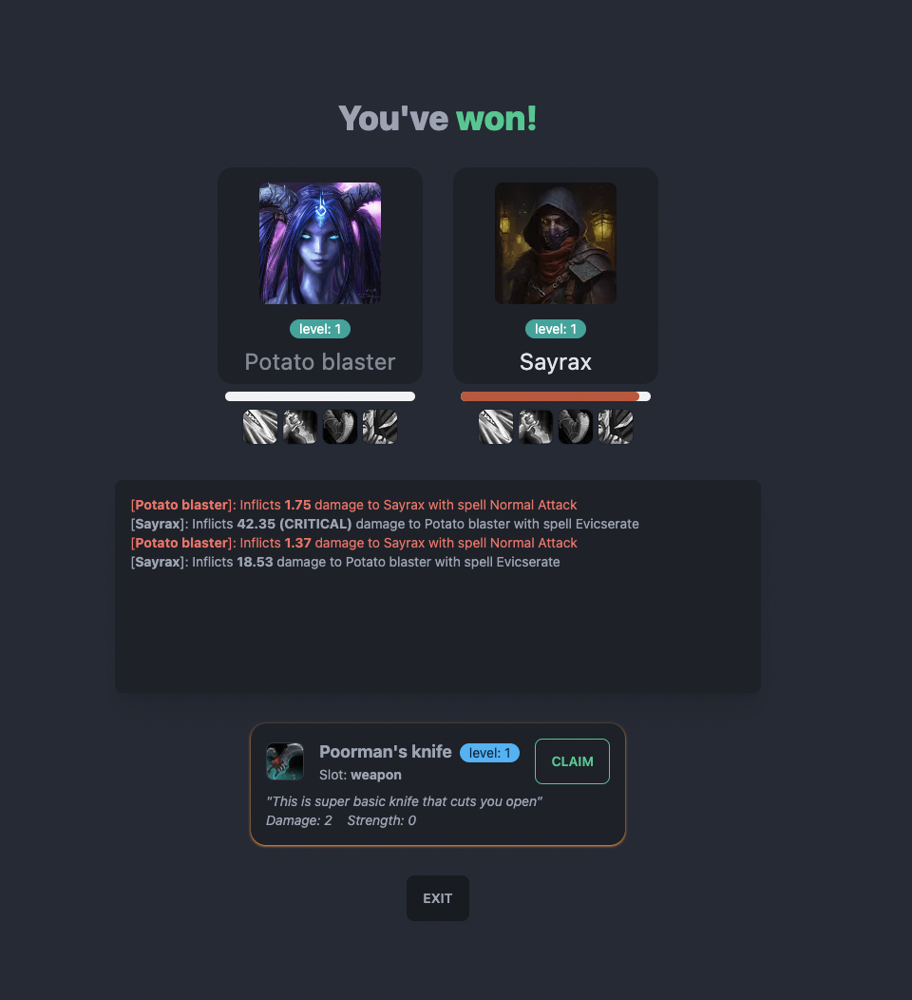 You've won!
level: 1
Potato blaster
level: 1
Sayrax
[Potato blaster]: Inflicts 1.75 damage to Sayrax with spell Normal Attack
[Sayrax]: Inflicts 42.35 (CRITICAL) damage to Potato blaster with spell Evicserate
[Potato blaster]: Inflicts 1.37 damage to Sayrax with spell Normal Attack
[Sayrax]: Inflicts 18.53 damage to Potato blaster with spell Evicserate
Poorman's knife level: 1
Slot: weapon
CLAIM
"This is super basic knife that cuts you open"
Damage: 2 Strength: 0
EXIT